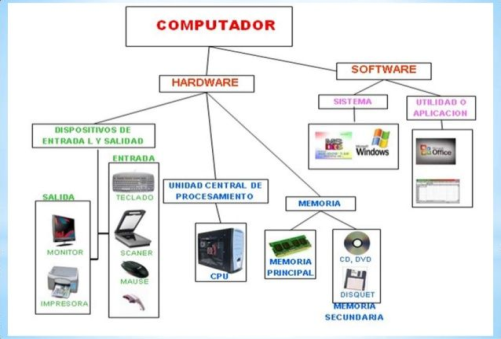 COMPUTADOR
HARDWARE
SOFTWARE
SISTEMA
UTILIDAD O
APLICACION
Windows
Office
DISPOSITIVOS DE
ENTRADA L Y SALIDAD
ENTRADA
TECLADO
SCANER
MAUSE
SALIDA
MONITOR
IMPRESORA
UNIDAD CENTRAL DE
PROCESAMIENTO
CPU
MEMORIA
MEMORIA
PRINCIPAL
CD, DVD
DISQUET
MEMORIA
SECUNDARIA